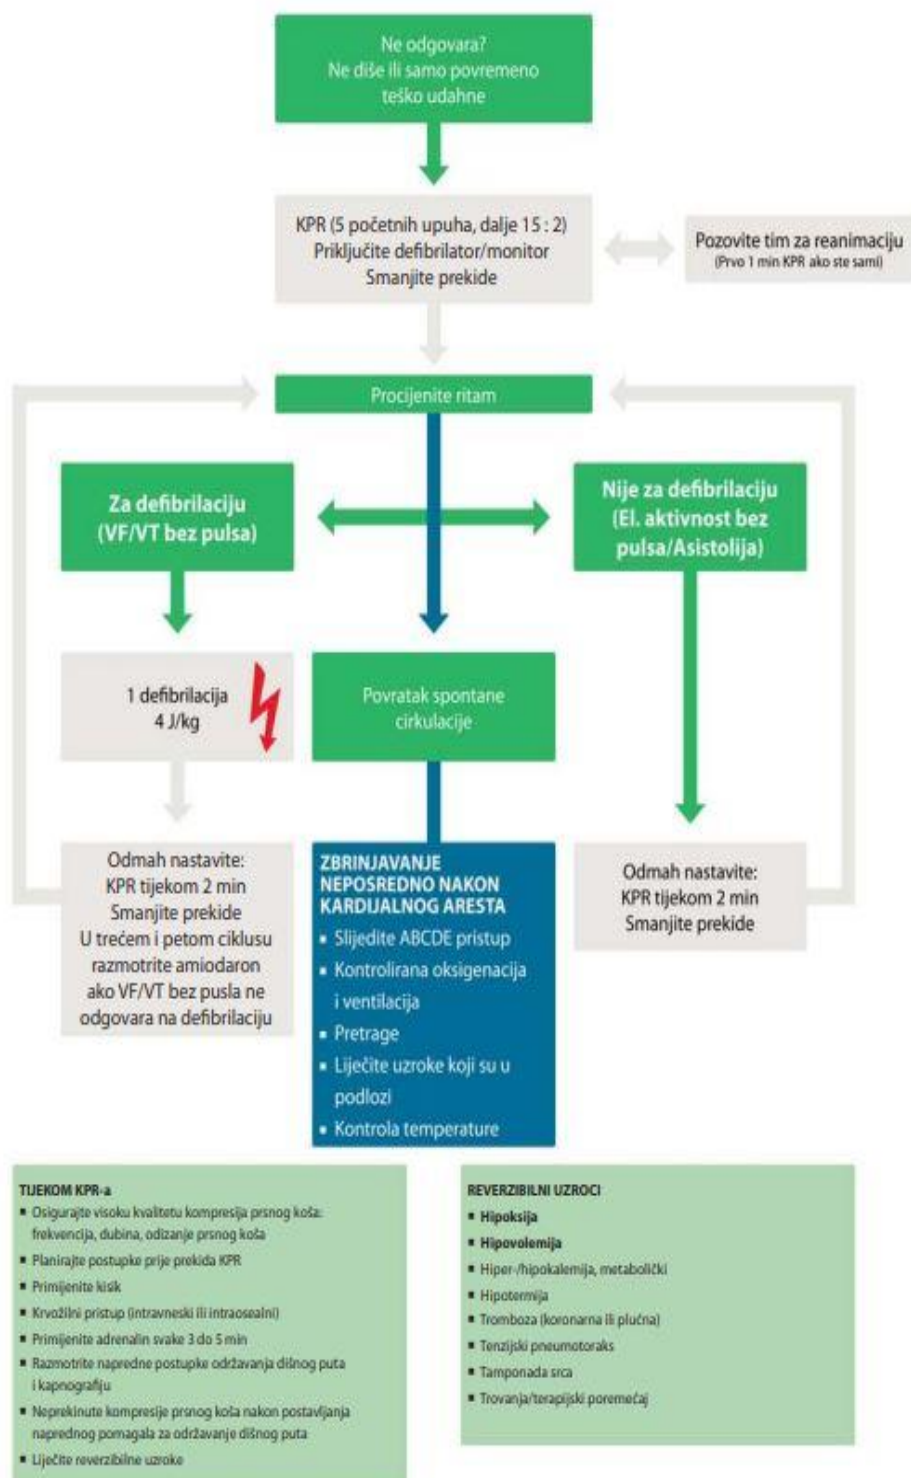 Ne odgovara?
Ne diše ili samo povremeno
teško udahne
KPR (5 početnih upuha, dalje 15 : 2)
Priključite defibrilator/monitor
Smanjite prekide
Pozovite tim za reanimaciju
(Prvo 1 min KPR ako ste sami)
Procijenite ritam
Za defibrilaciju
(VF/VT bez pulsa)
Nije za defibrilaciju
(El. aktivnost bez
pulsa/Asistolija)
1 defibrilacija
4 J/kg
Povratak spontane
cirkulacije
Odmah nastavite:
KPR tijekom 2 min
Smanjite prekide
U trećem i petom ciklusu
razmotrite amiodaron
ako VF/VT bez pusla ne
odgovara na defibrilaciju
ZBRINJAVANJE
NEPOSREDNO NAKON
KARDIJALNOG ARESTA
▪ Slijedite ABCDE pristup
▪ Kontrolirana oksigenacija
i ventilacija
▪ Pretrage
▪ Liječite uzroke koji su u
podlozi
▪ Kontrola temperature
Odmah nastavite:
KPR tijekom 2 min
Smanjite prekide
TIJEKOM KPR-a
▪ Osigurajte visoku kvalitetu kompresija prsnog koša:
frekvencija, dubina, odizanje prsnog koša
▪ Planirajte postupke prije prekida KPR
▪ Primijenite kisik
▪ Krvožilni pristup (intravneski ili intraosealni)
▪ Primijenite adrenalin svake 3 do 5 min
▪ Razmotrite napredne postupke održavanja dišnog puta
i kapnografiju
▪ Neprekinute kompresije prsnog koša nakon postavljanja
naprednog pomagala za održavanje dišnog puta
▪ Liječite reverzibilne uzroke
REVERZIBILNI UZROCI
▪ Hipoksija
▪ Hipovolemija
▪ Hiper-/hipokalemija, metabolički
▪ Hipotermija
▪ Tromboza (koronarna ili plućna)
▪ Tenzijski pneumotoraks
▪ Tamponada srca
▪ Trovanja/terapijski poremećaj